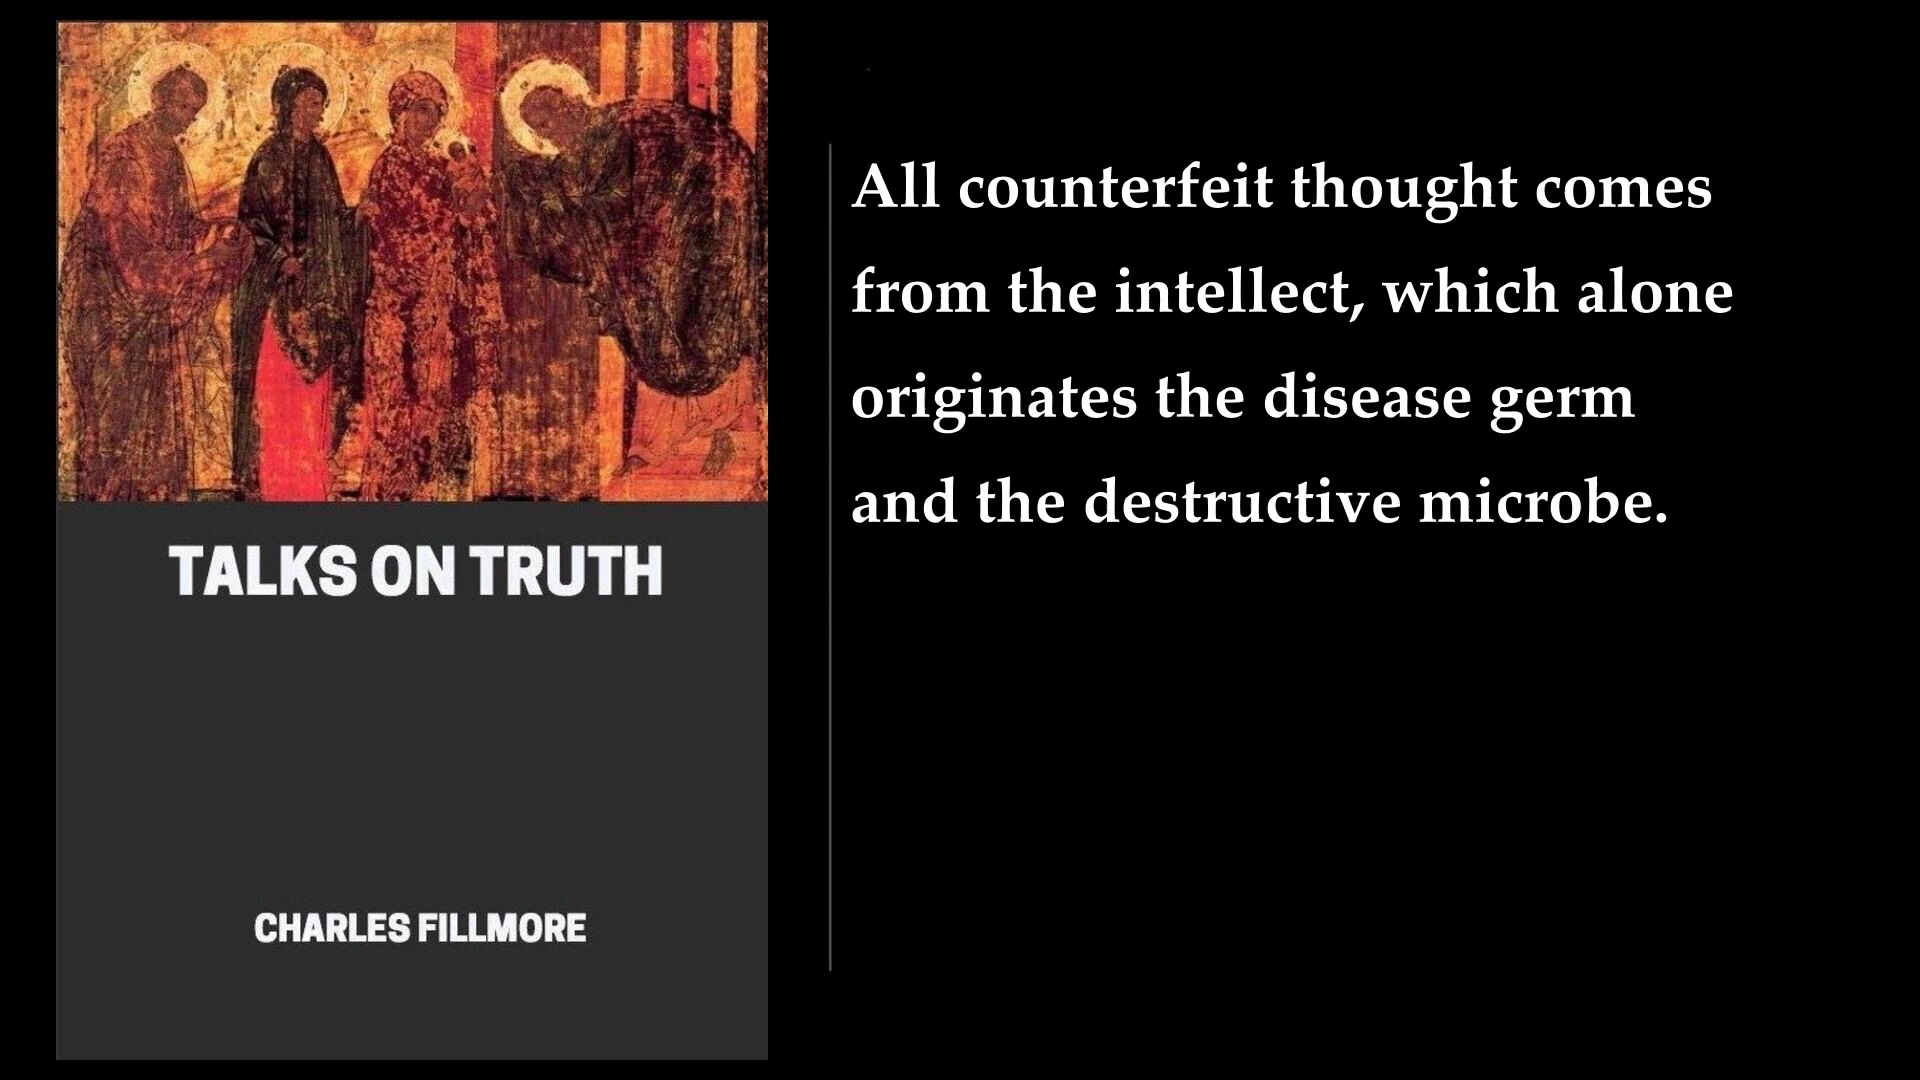 TALKS ON TRUTH
CHARLES FILLMORE
All counterfeit thought comes
from the intellect, which alone
originates the disease germ
and the destructive microbe.